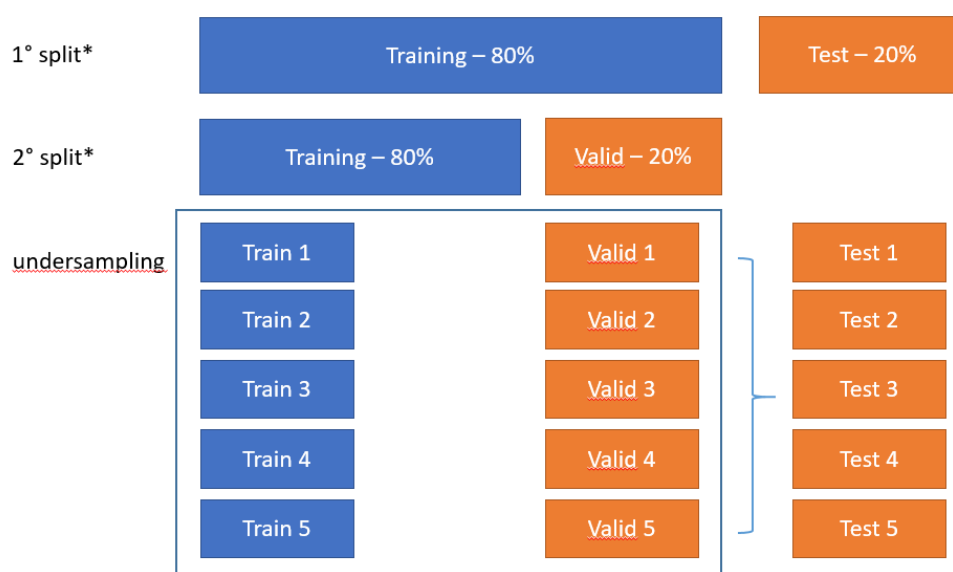 1° split*
Training – 80%
Test – 20%
2° split*
Training – 80%
Valid – 20%
undersampling
Train 1
Valid 1
Test 1
Train 2
Valid 2
Test 2
Train 3
Valid 3
Test 3
Train 4
Valid 4
Test 4
Train 5
Valid 5
Test 5